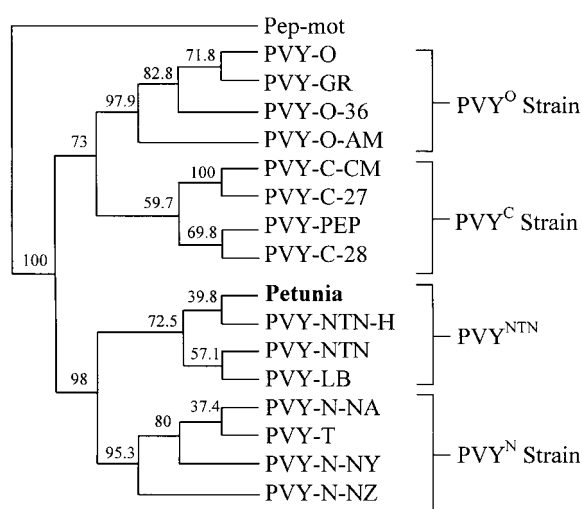 Pep-mot
71.8 PVY-O
82.8 PVY-GR
97.9 PVY-O-36
PVY-O-AM
PVY^O Strain
73
100 PVY-C-CM
PVY-C-27
59.7
PVY-PEP
69.8 PVY-C-28
PVY^C Strain
100
Petunia
39.8 PVY-NTN-H
72.5
PVY-NTN
57.1 PVY-LB
PVY^NTN
98
PVY-N-NA
37.4 PVY-T
80 PVY-N-NY
95.3 PVY-N-NZ
PVY^N Strain